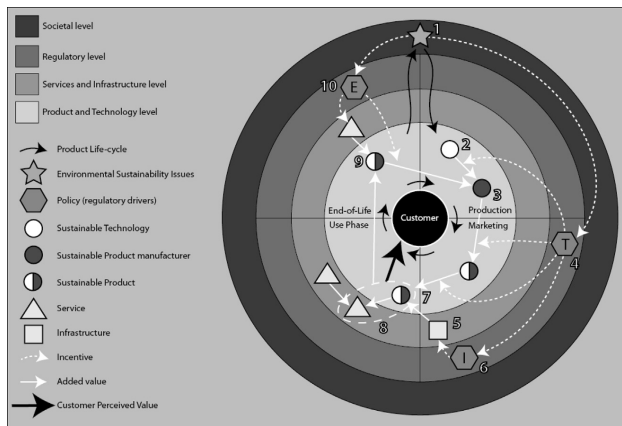 Societal level
Regulatory level
Services and Infrastructure level
Product and Technology level
Product Life-cycle
Environmental Sustainability Issues
Policy (regulatory drivers)
Sustainable Technology
Sustainable Product manufacturer
Sustainable Product
Service
Infrastructure
Incentive
Added value
Customer Perceived Value
1
10
E
2
9
3
End-of-Life
Customer
Production
Use Phase
Marketing
T
4
7
8
5
I
6